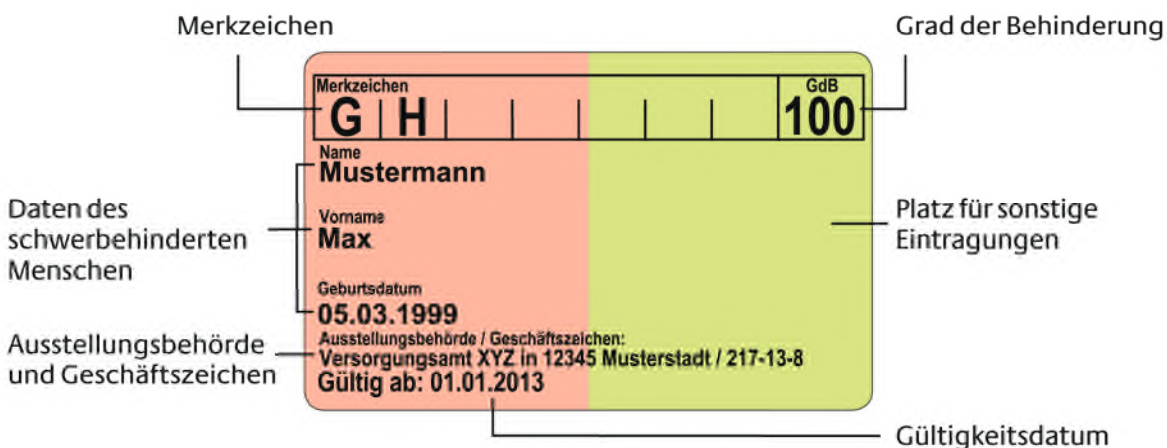 Merkzeichen
Grad der Behinderung
Merkzeichen
GdB
G H
100
Name
Mustermann
Daten des
schwerbehinderten
Menschen
Vorname
Max
Platz für sonstige
Eintragungen
Geburtsdatum
05.03.1999
Ausstellungsbehörde
und Geschäftszeichen
Ausstellungsbehörde / Geschäftszeichen:
Versorgungsamt XYZ in 12345 Musterstadt / 217-13-8
Gültig ab: 01.01.2013
Gültigkeitsdatum